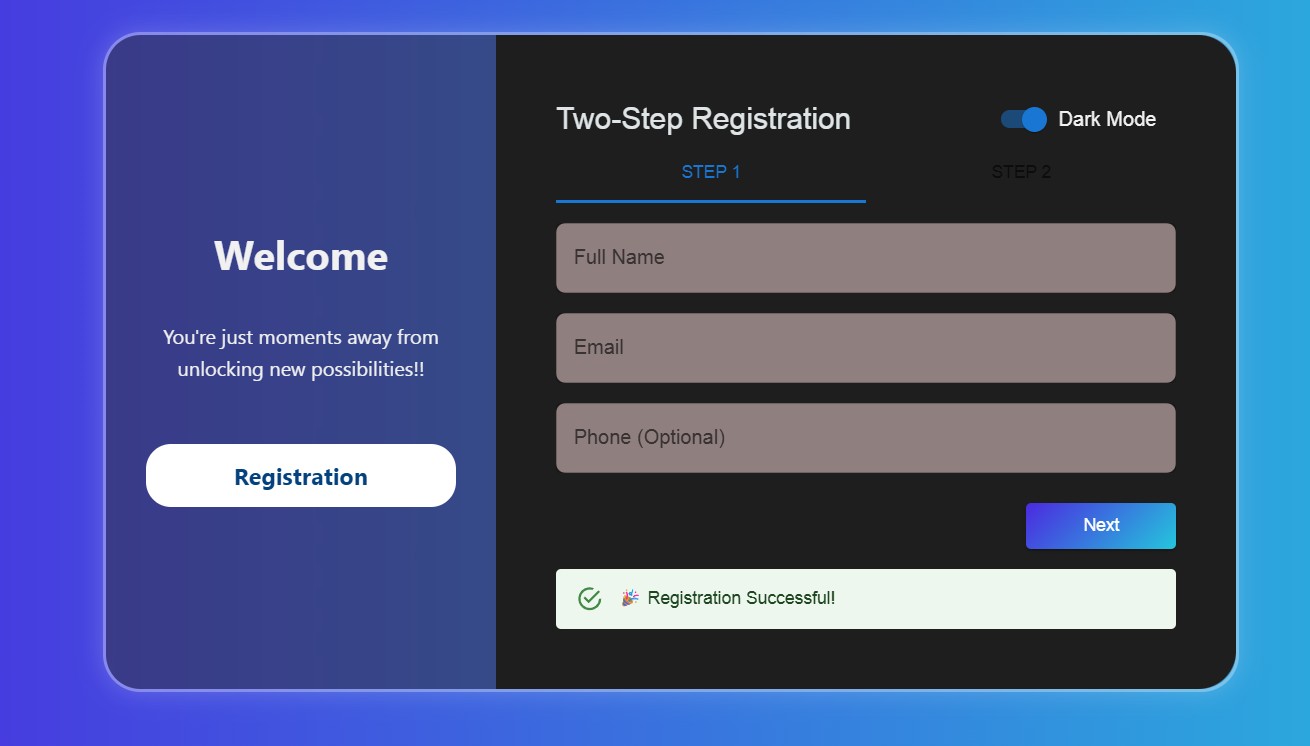 Welcome
You're just moments away from
unlocking new possibilities!!
Registration
Two-Step Registration
Dark Mode
STEP 1
STEP 2
Full Name
Email
Phone (Optional)
Next
🎉 Registration Successful!